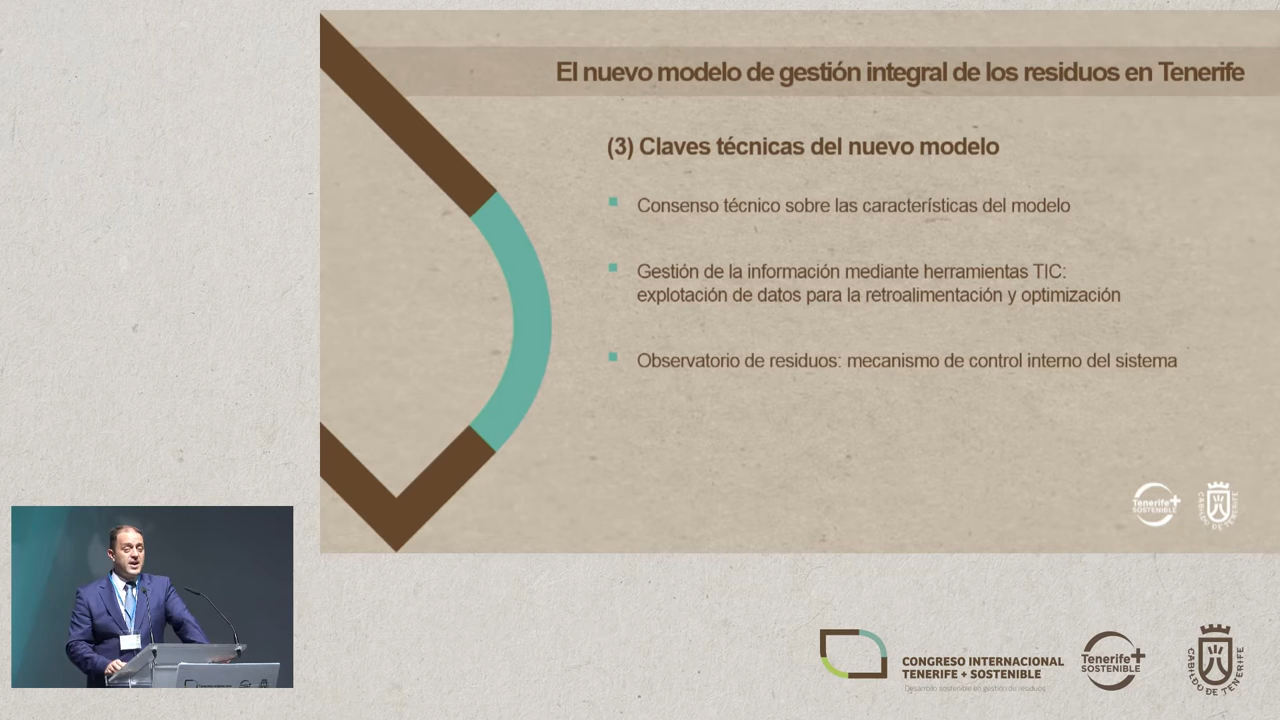 El nuevo modelo de gestión integral de los residuos en Tenerife
(3) Claves técnicas del nuevo modelo
Consenso técnico sobre las características del modelo
Gestión de la información mediante herramientas TIC:
explotación de datos para la retroalimentación y optimización
Observatorio de residuos: mecanismo de control interno del sistema
Tenerife+
SOSTENIBLE
CABILDO DE TENERIFE
CONGRESO INTERNACIONAL
TENERIFE + SOSTENIBLE
Desarrollo sostenible en gestión de residuos
Tenerife+
SOSTENIBLE
CABILDO DE TENERIFE